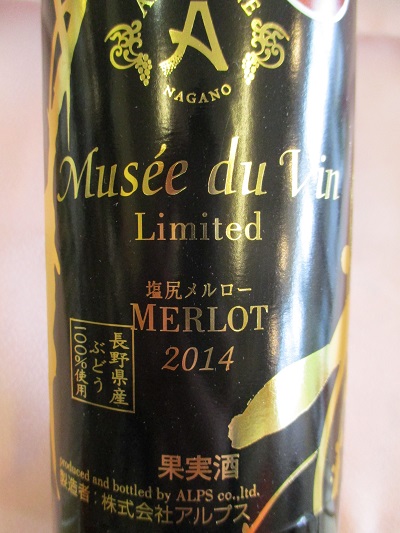 A
NAGANO
Musée du Vin
Limited
塩尻メルロー
MERLOT
2014
長野県産
ぶどう
100%使用
果実酒
produced and bottled by ALPS co.,ltd.
製造者：株式会社アルプス